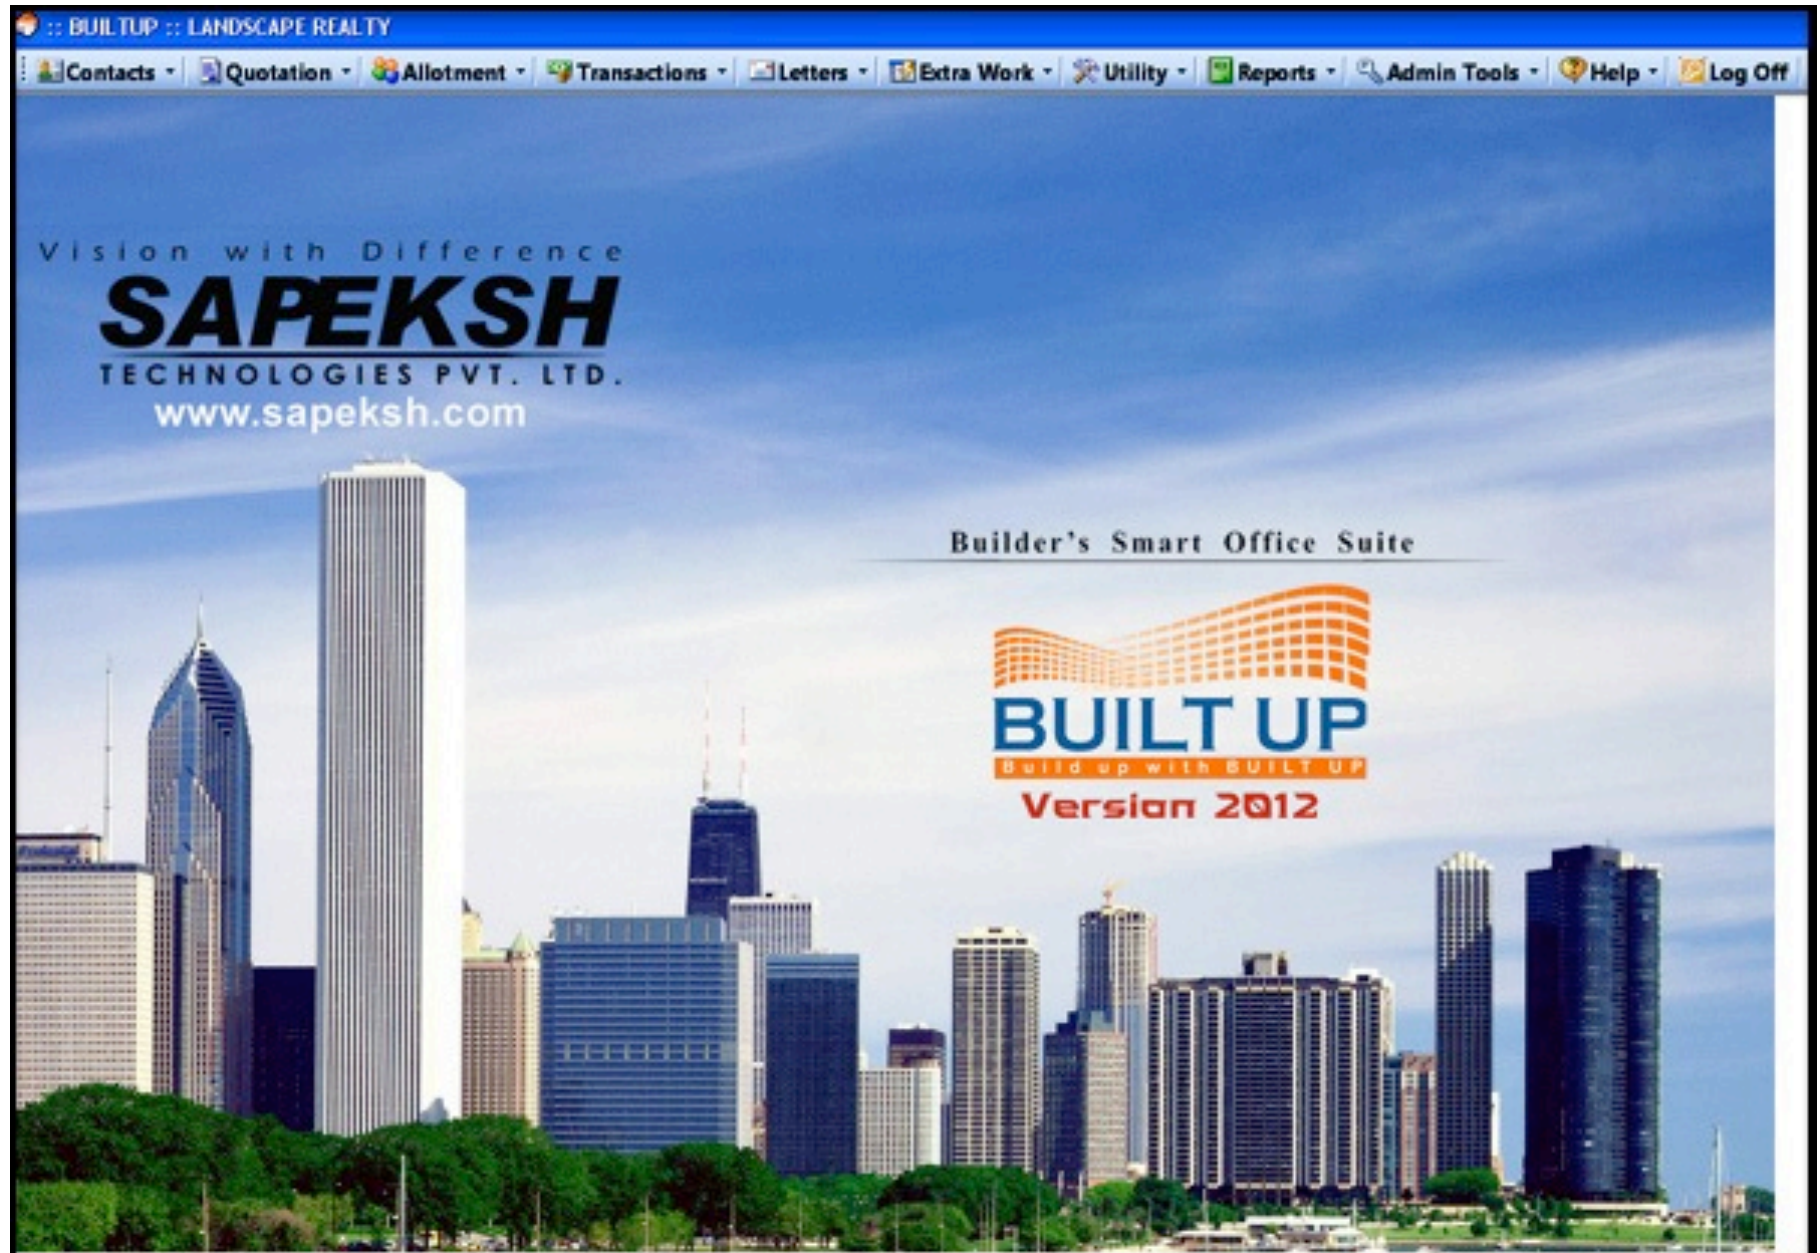 :: BUILTUP :: LANDSCAPE REALTY
Contacts Quotation Allotment Transactions Letters Extra Work Utility Reports Admin Tools Help Log Off
Vision with Difference
SAPEKSH
TECHNOLOGIES PVT. LTD.
www.sapeksh.com
Builder's Smart Office Suite
BUILT UP
Build up with BUILT UP
Version 2012